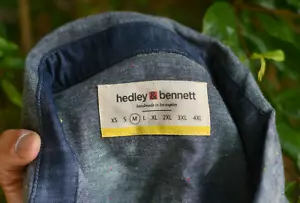 hedley & bennett
handmade in los angeles
XS S M L XL 2XL 3XL 4XL